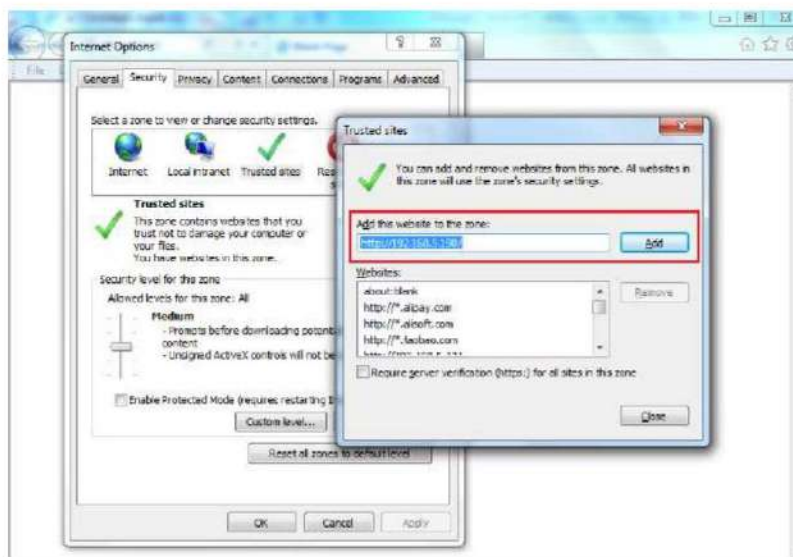 Internet Options
General Security Privacy Content Connections Programs Advanced
Select a zone to view or change security settings.
Internet Local intranet Trusted sites
Trusted sites
This zone contains websites that you
trust not to damage your computer or
your files.
You have websites in this zone.
Security level for this zone
Allowed levels for this zone: All
Medium
- Prompts before downloading
content
- Unsigned ActiveX controls will not be
Enable Protected Mode (requires restarting
Custom level...
Reset all zones to default level
OK Cancel Apply
Trusted sites
You can add and remove websites from this zone. All websites in
this zone will use the zone's security settings.
Add this website to the zone:
Add
Websites:
about:blank
http://*.alipay.com
http://*.alisoft.com
http://*.taobao.com
Remove
Require server verification (https:) for all sites in this zone
Close